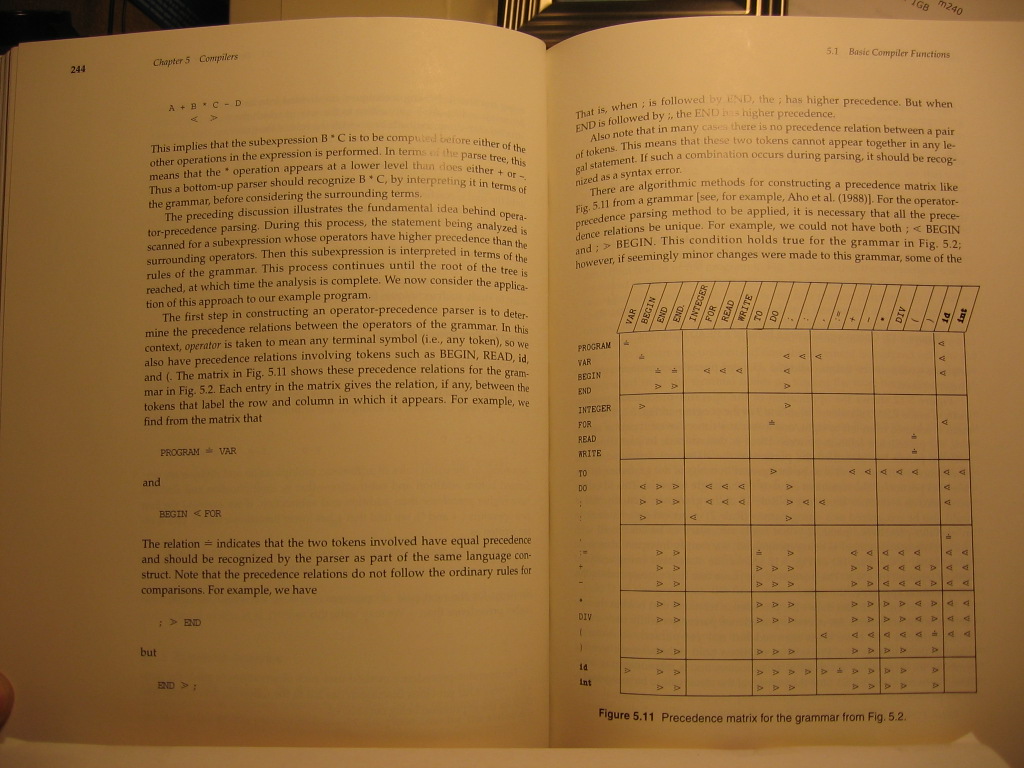 1GB m240
244
Chapter 5 Compilers
A + B * C - D
⋖ ⋗
This implies that the subexpression B * C is to be computed before either of the
other operations in the expression is performed. In terms of the parse tree, this
means that the * operation appears at a lower level than does either + or –.
Thus a bottom-up parser should recognize B * C, by interpreting it in terms of
the grammar, before considering the surrounding terms.
The preceding discussion illustrates the fundamental idea behind opera-
tor-precedence parsing. During this process, the statement being analyzed is
scanned for a subexpression whose operators have higher precedence than the
surrounding operators. Then this subexpression is interpreted in terms of the
rules of the grammar. This process continues until the root of the tree is
reached, at which time the analysis is complete. We now consider the applica-
tion of this approach to our example program.
The first step in constructing an operator-precedence parser is to deter-
mine the precedence relations between the operators of the grammar. In this
context, operator is taken to mean any terminal symbol (i.e., any token), so we
also have precedence relations involving tokens such as BEGIN, READ, id,
and (. The matrix in Fig. 5.11 shows these precedence relations for the gram-
mar in Fig. 5.2. Each entry in the matrix gives the relation, if any, between the
tokens that label the row and column in which it appears. For example, we
find from the matrix that
PROGRAM ≐ VAR
and
BEGIN ⋖ FOR
The relation ≐ indicates that the two tokens involved have equal precedence
and should be recognized by the parser as part of the same language con-
struct. Note that the precedence relations do not follow the ordinary rules for
comparisons. For example, we have
; ⋗ END
but
END ⋗ ;
5.1 Basic Compiler Functions
That is, when ; is followed by END, the ; has higher precedence. But when
END is followed by ;, the END has higher precedence.
Also note that in many cases there is no precedence relation between a pair
of tokens. This means that these two tokens cannot appear together in any le-
gal statement. If such a combination occurs during parsing, it should be recog-
nized as a syntax error.
There are algorithmic methods for constructing a precedence matrix like
Fig. 5.11 from a grammar [see, for example, Aho et al. (1988)]. For the operator-
precedence parsing method to be applied, it is necessary that all the prece-
dence relations be unique. For example, we could not have both ; ⋖ BEGIN
and ; ⋗ BEGIN. This condition holds true for the grammar in Fig. 5.2;
however, if seemingly minor changes were made to this grammar, some of the
VAR BEGIN END END. INTEGER FOR READ WRITE TO DO ; : , := + - * DIV ( ) id int
PROGRAM ≐ ⋖
VAR ≐ ⋖ ⋖ ⋖ ⋖
BEGIN ≐ ≐ ⋖ ⋖ ⋖ ⋖ ⋖
END ⋗ ⋗ ⋗
INTEGER ⋗ ⋗
FOR ≐ ⋖
READ ≐
WRITE ≐
TO ⋗ ⋖ ⋖ ⋖ ⋖ ⋖ ⋖ ⋖
DO ⋖ ⋗ ⋗ ⋖ ⋖ ⋖ ⋗ ⋖
; ⋗ ⋗ ⋗ ⋖ ⋖ ⋖ ⋗ ⋖ ⋖ ⋖
: ⋗ ⋖ ⋗
, ≐
:= ⋗ ⋗ ≐ ⋗ ⋖ ⋖ ⋖ ⋖ ⋖ ⋖ ⋖
+ ⋗ ⋗ ⋗ ⋗ ⋗ ⋗ ⋗ ⋖ ⋖ ⋖ ⋗ ⋖ ⋖
- ⋗ ⋗ ⋗ ⋗ ⋗ ⋗ ⋗ ⋖ ⋖ ⋖ ⋗ ⋖ ⋖
* ⋗ ⋗ ⋗ ⋗ ⋗ ⋗ ⋗ ⋗ ⋗ ⋖ ⋗ ⋖ ⋖
DIV ⋗ ⋗ ⋗ ⋗ ⋗ ⋗ ⋗ ⋗ ⋗ ⋖ ⋗ ⋖ ⋖
( ⋖ ⋖ ⋖ ⋖ ⋖ ⋖ ≐ ⋖ ⋖
) ⋗ ⋗ ⋗ ⋗ ⋗ ⋗ ⋗ ⋗ ⋗ ⋗
id ⋗ ⋗ ⋗ ⋗ ⋗ ⋗ ⋗ ⋗ ≐ ⋗ ⋗ ⋗ ⋗ ⋗
int ⋗ ⋗ ⋗ ⋗ ⋗ ⋗ ⋗ ⋗ ⋗ ⋗
Figure 5.11 Precedence matrix for the grammar from Fig. 5.2.